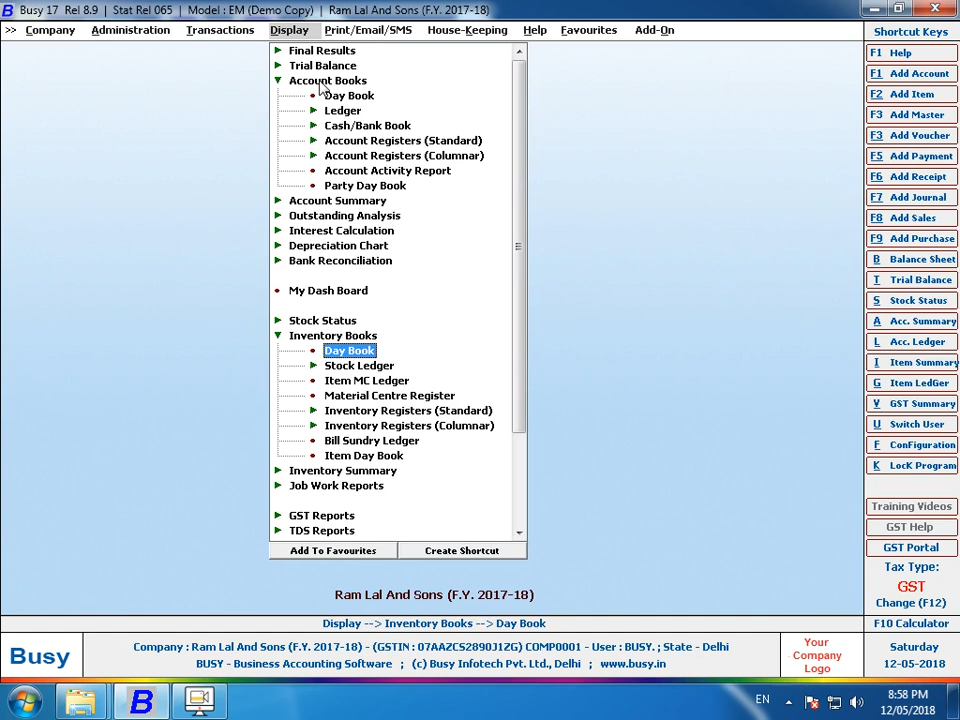 B Busy 17 Rel 8.9 | Stat Rel 065 | Model : EM (Demo Copy) | Ram Lal And Sons (F.Y. 2017-18)
>> Company Administration Transactions Display Print/Email/SMS House-Keeping Help Favourites Add-On
Final Results
Trial Balance
Account Books
Day Book
Ledger
Cash/Bank Book
Account Registers (Standard)
Account Registers (Columnar)
Account Activity Report
Party Day Book
Account Summary
Outstanding Analysis
Interest Calculation
Depreciation Chart
Bank Reconciliation
My Dash Board
Stock Status
Inventory Books
Day Book
Stock Ledger
Item MC Ledger
Material Centre Register
Inventory Registers (Standard)
Inventory Registers (Columnar)
Bill Sundry Ledger
Item Day Book
Inventory Summary
Job Work Reports
GST Reports
TDS Reports
Add To Favourites Create Shortcut
Shortcut Keys
F1 Help
F1 Add Account
F2 Add Item
F3 Add Master
F3 Add Voucher
F5 Add Payment
F6 Add Receipt
F7 Add Journal
F8 Add Sales
F9 Add Purchase
B Balance Sheet
T Trial Balance
S Stock Status
A Acc. Summary
L Acc. Ledger
I Item Summary
G Item LedGer
Y GST Summary
U Switch User
F ConFiguration
K LocK Program
Training Videos
GST Help
GST Portal
Tax Type:
GST
Change (F12)
F10 Calculator
Ram Lal And Sons (F.Y. 2017-18)
Display --> Inventory Books --> Day Book
Busy
Company : Ram Lal And Sons (F.Y. 2017-18) - (GSTIN : 07AAZCS2890J1ZG) COMP0001 - User : BUSY. ; State - Delhi
BUSY - Business Accounting Software ; (c) Busy Infotech Pvt. Ltd., Delhi ; www.busy.in
Your
Company
Logo
Saturday
12-05-2018
B
EN
8:58 PM
12/05/2018